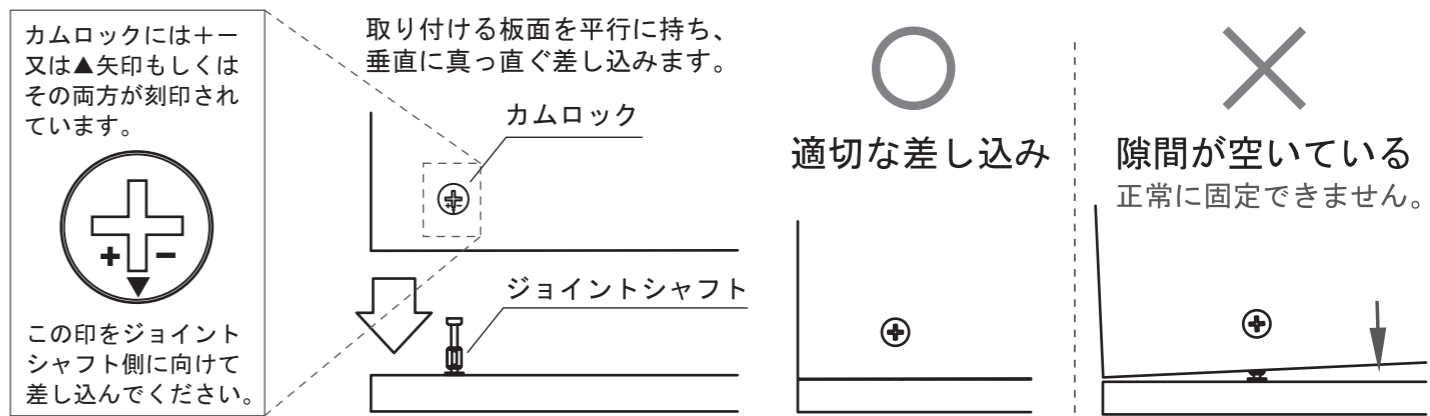 カムロックには＋－
又は▲矢印もしくは
その両方が刻印され
ています。
＋ －
この印をジョイント
シャフト側に向けて
差し込んでください。
取り付ける板面を平行に持ち、
垂直に真っ直ぐ差し込みます。
カムロック
ジョイントシャフト
適切な差し込み
隙間が空いている
正常に固定できません。